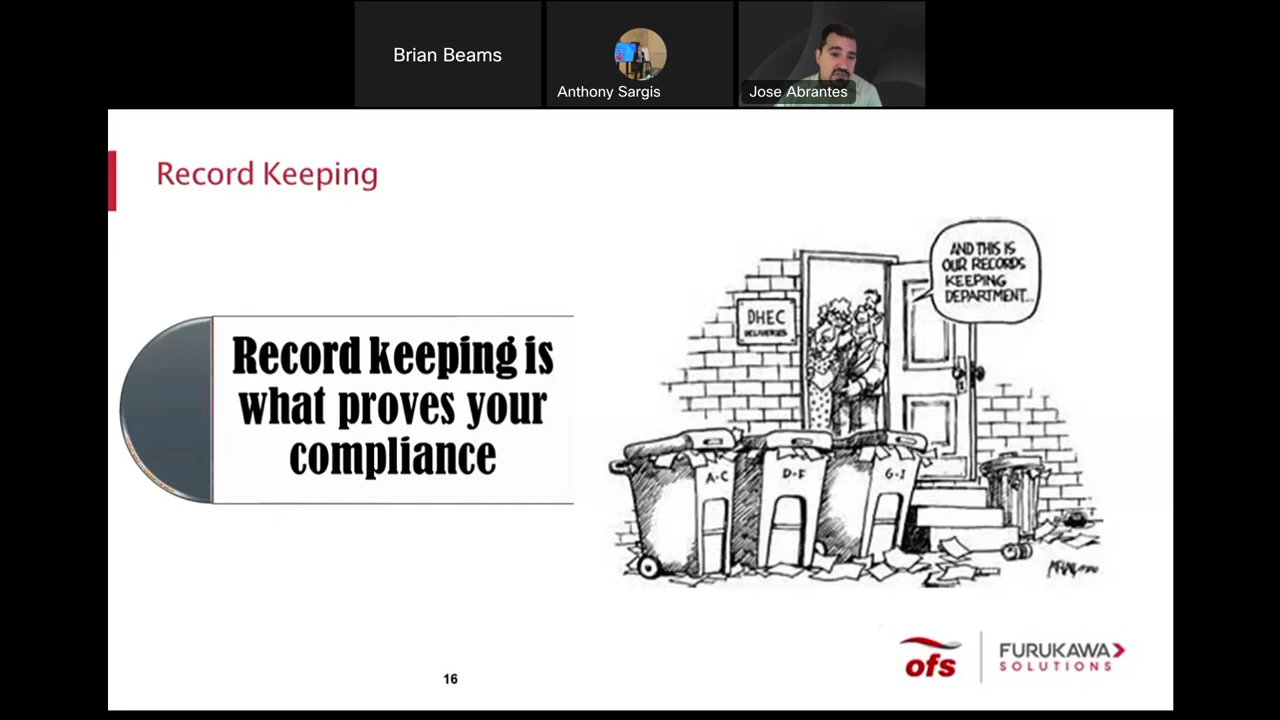 Brian Beams
Anthony Sargis
Jose Abrantes
Record Keeping
Record keeping is
what proves your
compliance
AND THIS IS
OUR RECORDS
KEEPING
DEPARTMENT...
DHEC
A-C
D-F
G-I
16
ofs
FURUKAWA
SOLUTIONS